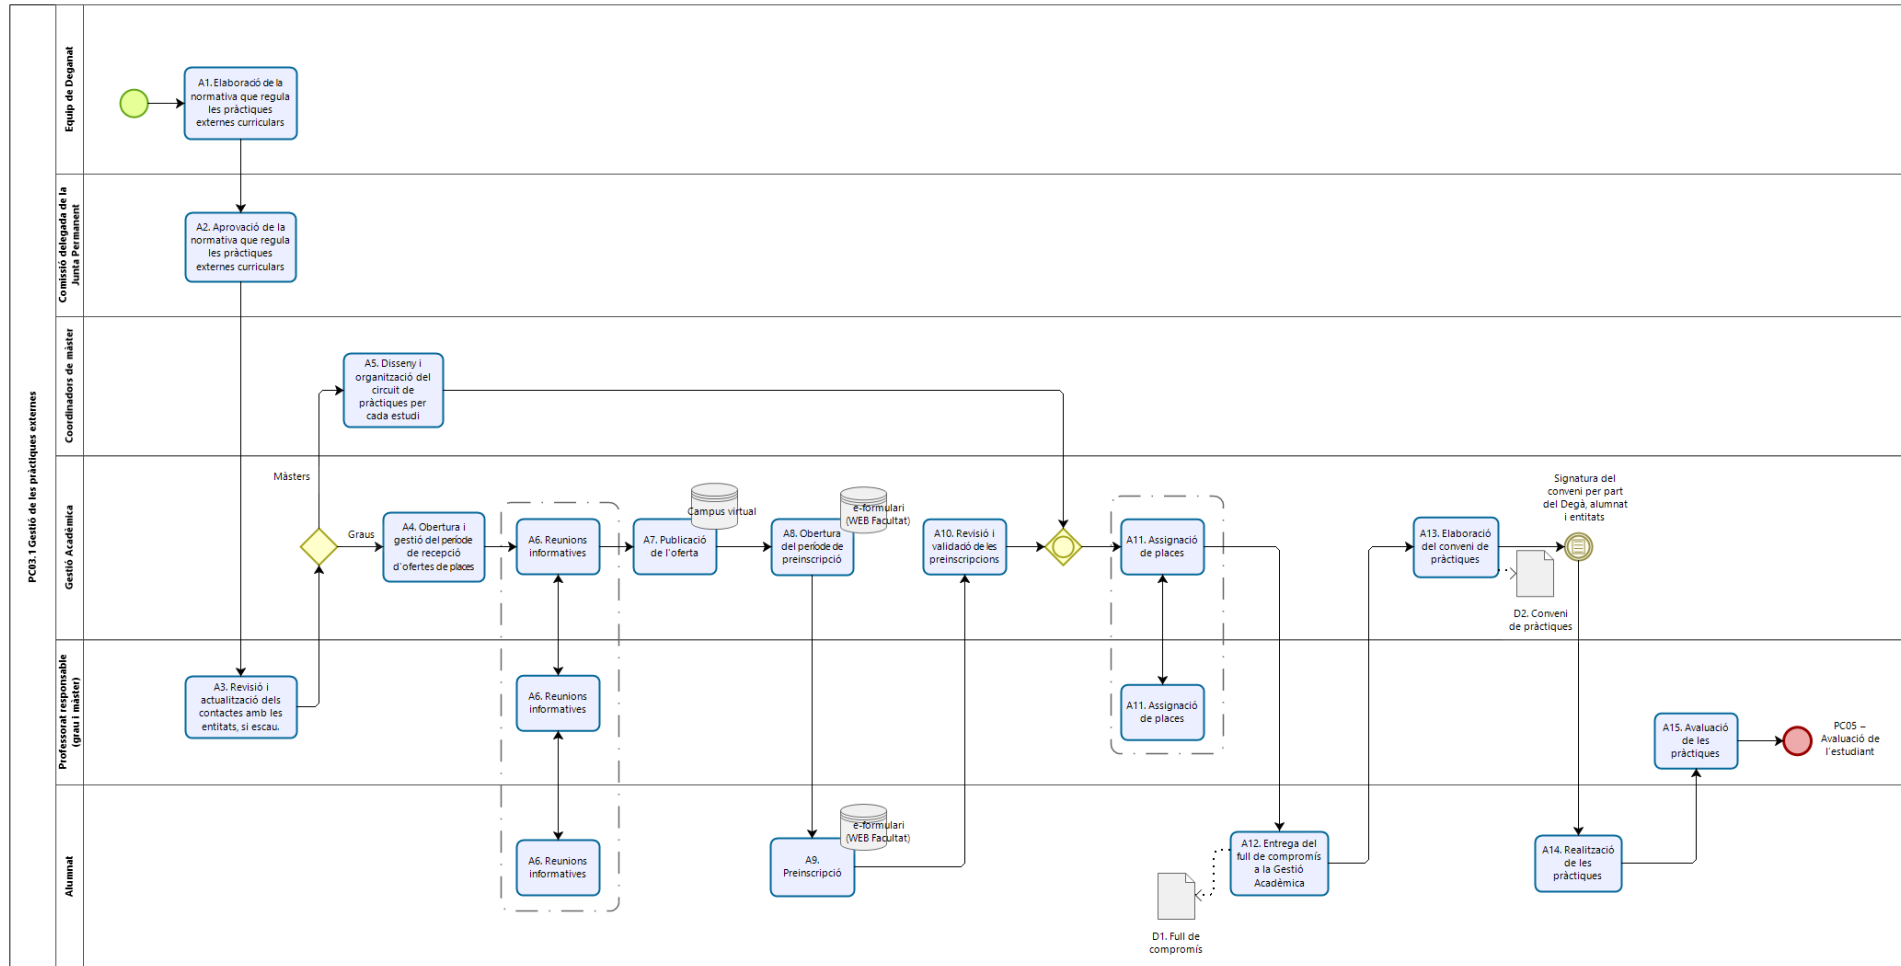 PC03.1 Gestió de les pràctiques externes
Equip de Deganat
A1. Elaboració de la
normativa que regula
les pràctiques
externes curriculars
Comissió delegada de la
Junta Permanent
A2. Aprovació de la
normativa que regula
les pràctiques
externes curriculars
Coordinadors de màster
A5. Disseny i
organització del
circuit de
pràctiques per
cada estudi
Gestió Acadèmica
Màsters
Graus
A4. Obertura i
gestió del període
de recepció
d'ofertes de places
A6. Reunions
informatives
Campus virtual
A7. Publicació
de l'oferta
e-formulari
(WEB Facultat)
A8. Obertura
del període de
preinscripció
A10. Revisió i
validació de les
preinscripcions
A11. Assignació
de places
A13. Elaboració
del conveni de
pràctiques
Signatura del
conveni per part
del Degà, alumnat
i entitats
D2. Conveni
de pràctiques
Professorat responsable
(grau i màster)
A3. Revisió i
actualització dels
contactes amb les
entitats, si escau.
A6. Reunions
informatives
A11. Assignació
de places
A15. Avaluació
de les
pràctiques
PC05 –
Avaluació de
l'estudiant
Alumnat
A6. Reunions
informatives
e-formulari
(WEB Facultat)
A9.
Preinscripció
A12. Entrega del
full de compromís
a la Gestió
Acadèmica
D1. Full de
compromís
A14. Realització
de les
pràctiques